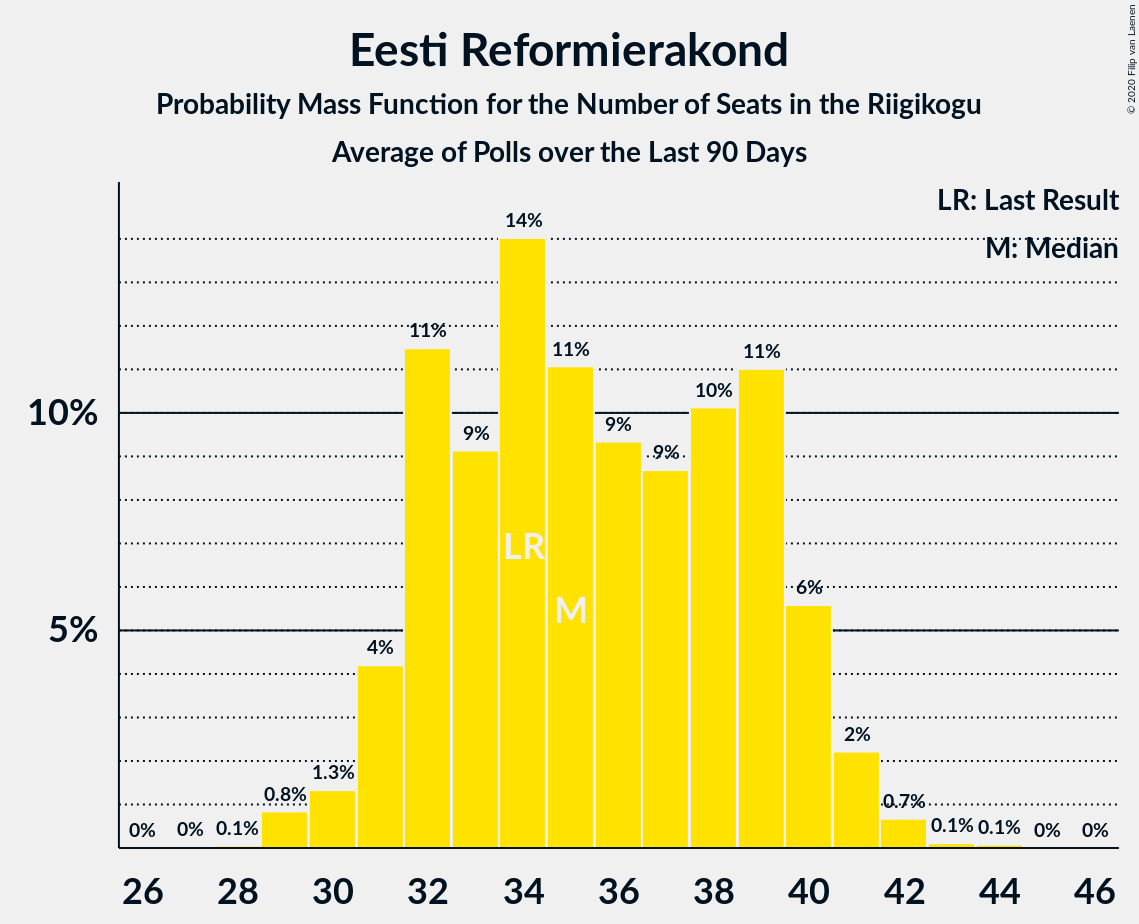 Eesti Reformierakond
Probability Mass Function for the Number of Seats in the Riigikogu
Average of Polls over the Last 90 Days
© 2020 Filip van Laenen
LR: Last Result
M: Median
10%
5%
0%
0%
0.1%
0.8%
1.3%
4%
11%
9%
14%
11%
9%
9%
10%
11%
6%
2%
0.7%
0.1%
0.1%
0%
0%
LR
M
26 28 30 32 34 36 38 40 42 44 46